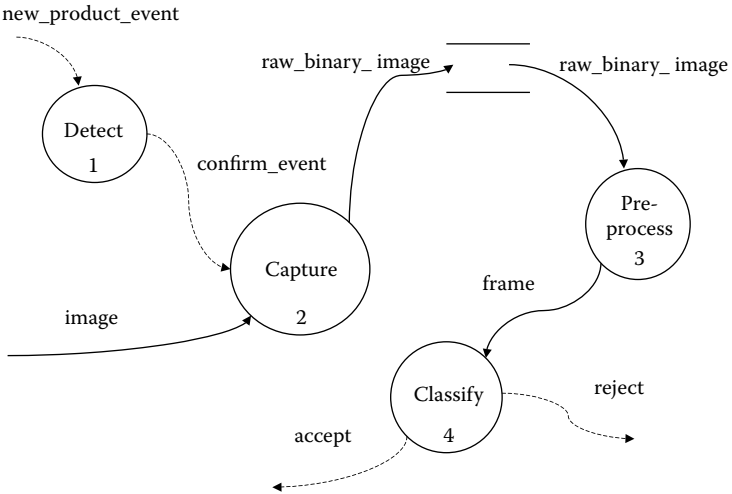 new_product_event
raw_binary_ image
raw_binary_ image
Detect
1
confirm_event
Pre-
process
3
Capture
2
frame
image
Classify
4
reject
accept